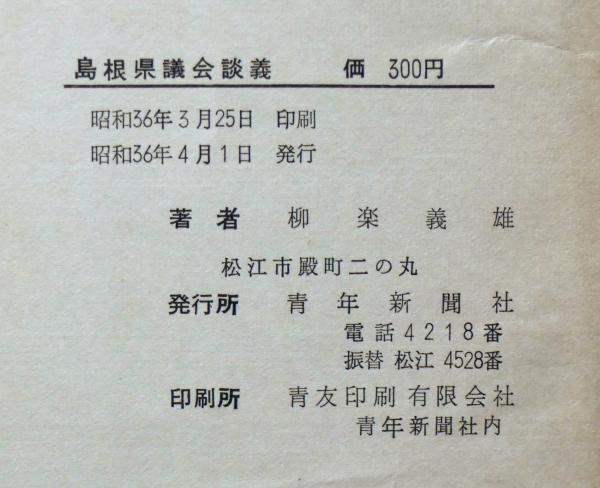 島根県議会談義　価 300円
昭和36年3月25日 印刷
昭和36年4月1日 発行
著者　柳楽義雄
松江市殿町二の丸
発行所　青年新聞社
電話4218番
振替 松江 4528番
印刷所　青友印刷 有限会社
青年新聞社内